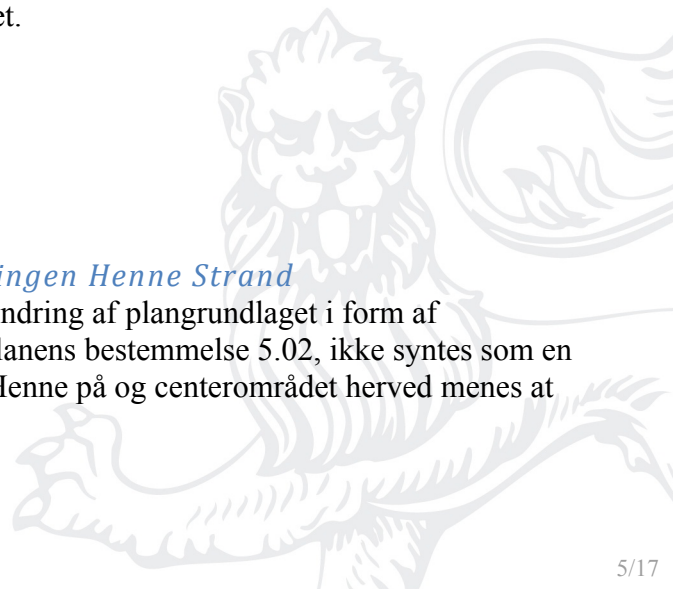 et.
ingen Henne Strand
ndring af plangrundlaget i form af
lanens bestemmelse 5.02, ikke syntes som en
Henne på og centerområdet herved menes at
5/17